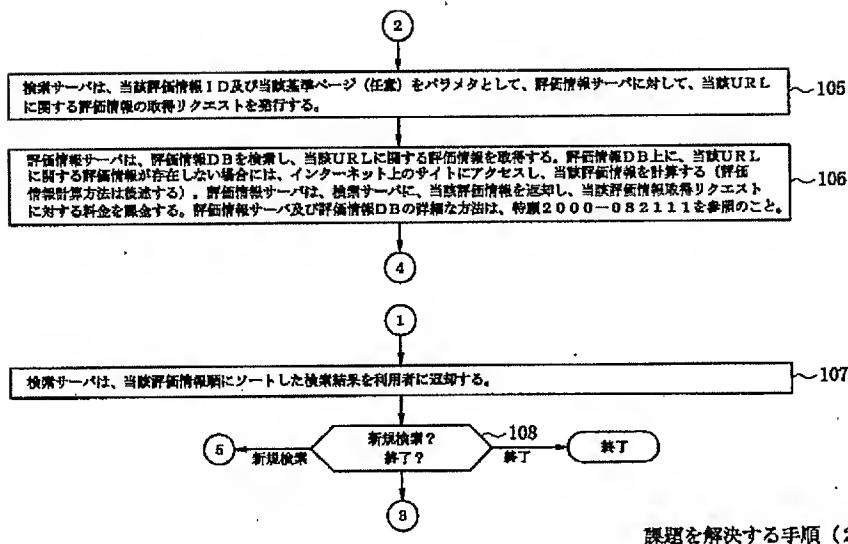 2
検索サーバは、当該評価情報ID及び当該基準ページ(任意)をパラメタとして、評価情報サーバに対して、当該URL
に関する評価情報の取得リクエストを発行する。
105
評価情報サーバは、評価DBを検索し、当該URLに関する評価情報を取得する。評価情報DB上に、当該URL
に関する評価情報が存在しない場合には、インターネット上のサイトにアクセスし、当該評価情報を計算する(評価
情報計算方法は後述する)。評価情報サーバは、検索サーバに、当該評価情報を返却し、当該評価情報取得リクエスト
に対する料金を課金する。評価情報サーバ及び評価情報DBの詳細な方法は、特願2000-082111を参照のこと。
106
4
1
検索サーバは、当該評価情報順にソートした検索結果を利用者に返却する。
107
新規検索?
終了?
108
5
新規検索
終了
終了
3
課題を解決する手順(2